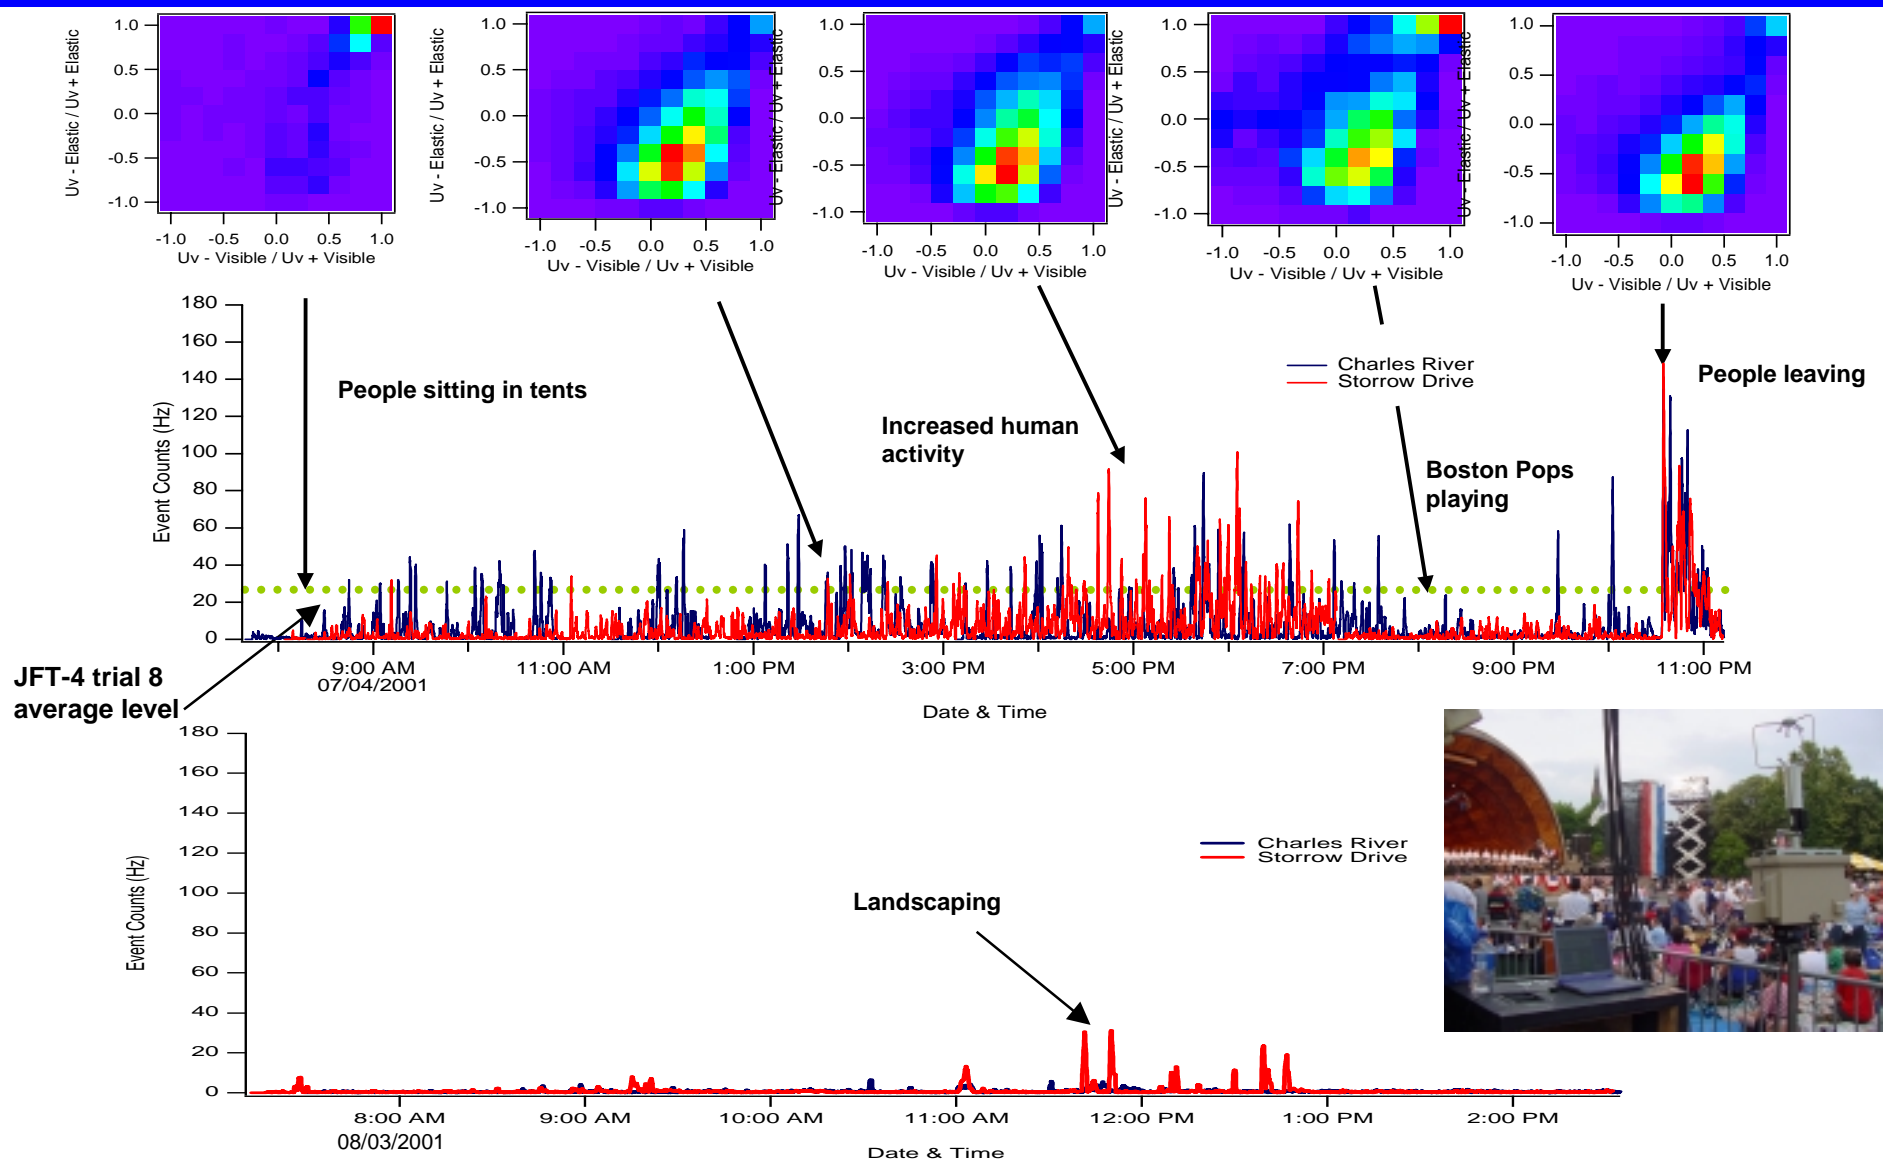 1.0
0.5
0.0
-0.5
-1.0
Uv - Elastic / Uv + Elastic
-1.0 -0.5 0.0 0.5 1.0
Uv - Visible / Uv + Visible
1.0
0.5
0.0
-0.5
-1.0
Uv - Elastic / Uv + Elastic
-1.0 -0.5 0.0 0.5 1.0
Uv - Visible / Uv + Visible
1.0
0.5
0.0
-0.5
-1.0
Uv - Elastic / Uv + Elastic
-1.0 -0.5 0.0 0.5 1.0
Uv - Visible / Uv + Visible
1.0
0.5
0.0
-0.5
-1.0
Uv - Elastic / Uv + Elastic
-1.0 -0.5 0.0 0.5 1.0
Uv - Visible / Uv + Visible
1.0
0.5
0.0
-0.5
-1.0
Uv - Elastic / Uv + Elastic
-1.0 -0.5 0.0 0.5 1.0
Uv - Visible / Uv + Visible
180
160
140
120
100
80
60
40
20
0
Event Counts (Hz)
People sitting in tents
Increased human
activity
Charles River
Storrow Drive
Boston Pops
playing
People leaving
JFT-4 trial 8
average level
9:00 AM 11:00 AM 1:00 PM 3:00 PM 5:00 PM 7:00 PM 9:00 PM 11:00 PM
07/04/2001
Date & Time
180
160
140
120
100
80
60
40
20
0
Event Counts (Hz)
Charles River
Storrow Drive
Landscaping
8:00 AM 9:00 AM 10:00 AM 11:00 AM 12:00 PM 1:00 PM 2:00 PM
08/03/2001
Date & Time